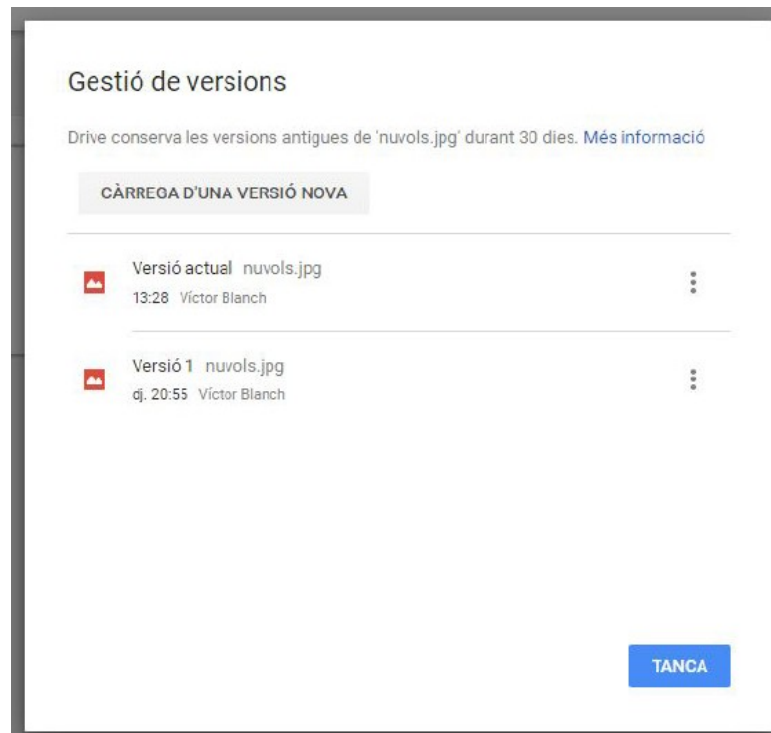 Gestió de versions
Drive conserva les versions antigues de 'nuvols.jpg' durant 30 dies. Més informació
CÀRREGA D'UNA VERSIÓ NOVA
Versió actual nuvols.jpg
13:28 Víctor Blanch
Versió 1 nuvols.jpg
dj. 20:55 Víctor Blanch
TANCA